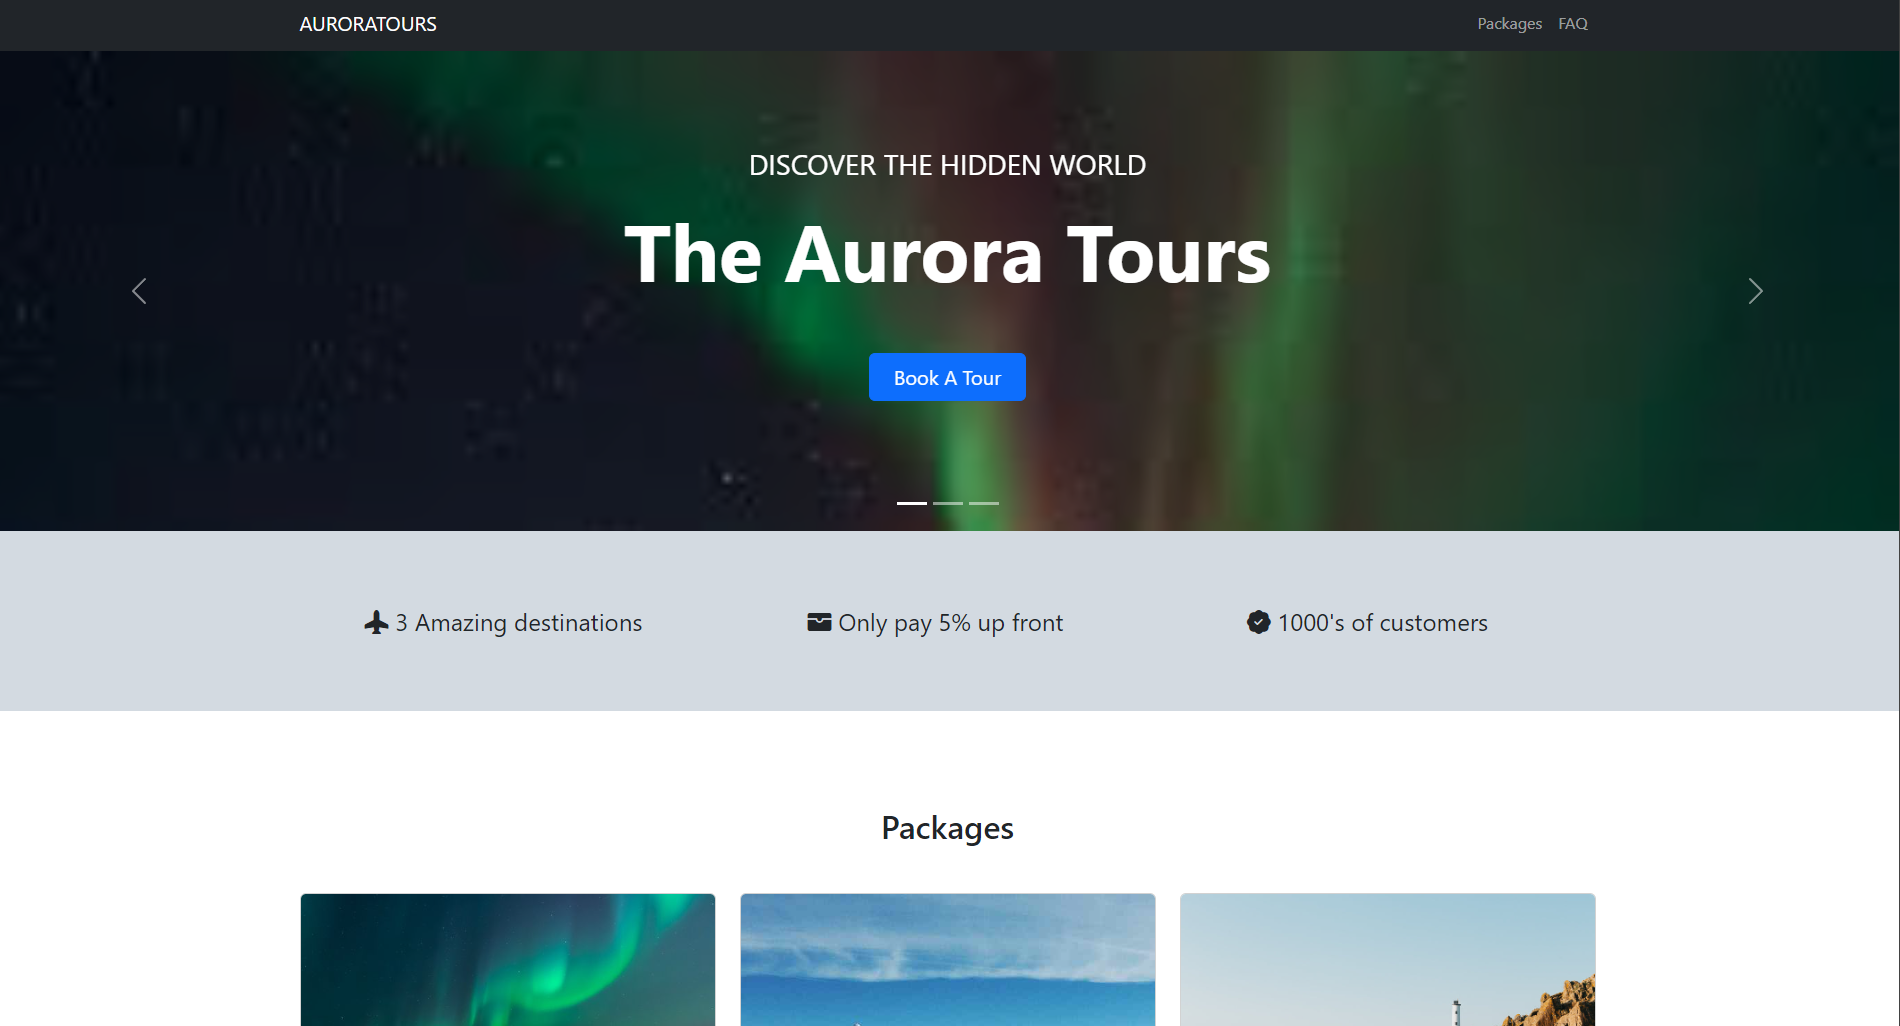 AURORATOURS
Packages
FAQ
DISCOVER THE HIDDEN WORLD
The Aurora Tours
Book A Tour
3 Amazing destinations
Only pay 5% up front
1000's of customers
Packages